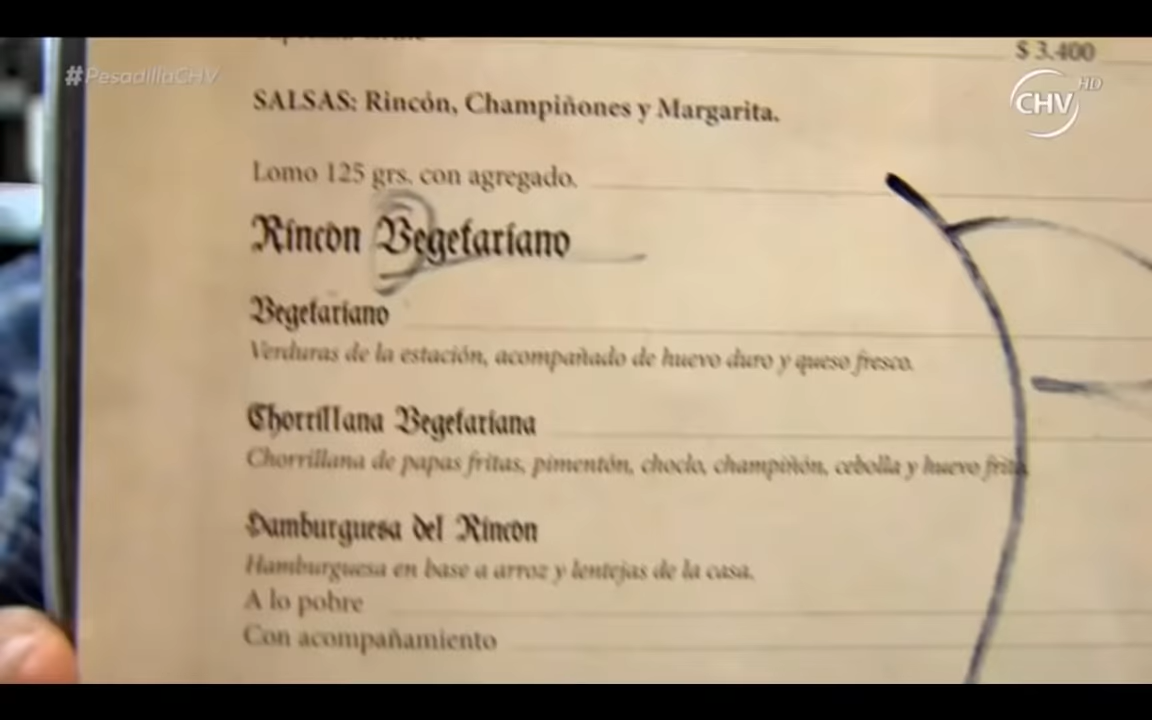 $ 3.400
#PesadillaCHV
CHV HD
SALSAS: Rincón, Champiñones y Margarita.
Lomo 125 grs. con agregado.
Rincòn Vegetariano
Vegetariano
Verduras de la estación, acompañado de huevo duro y queso fresco.
Chorrillana Vegetariana
Chorrillana de papas fritas, pimentón, choclo, champiñón, cebolla y huevo frito.
Hamburguesa del Rincòn
Hamburguesa en base a arroz y lentejas de la casa.
A lo pobre
Con acompañamiento